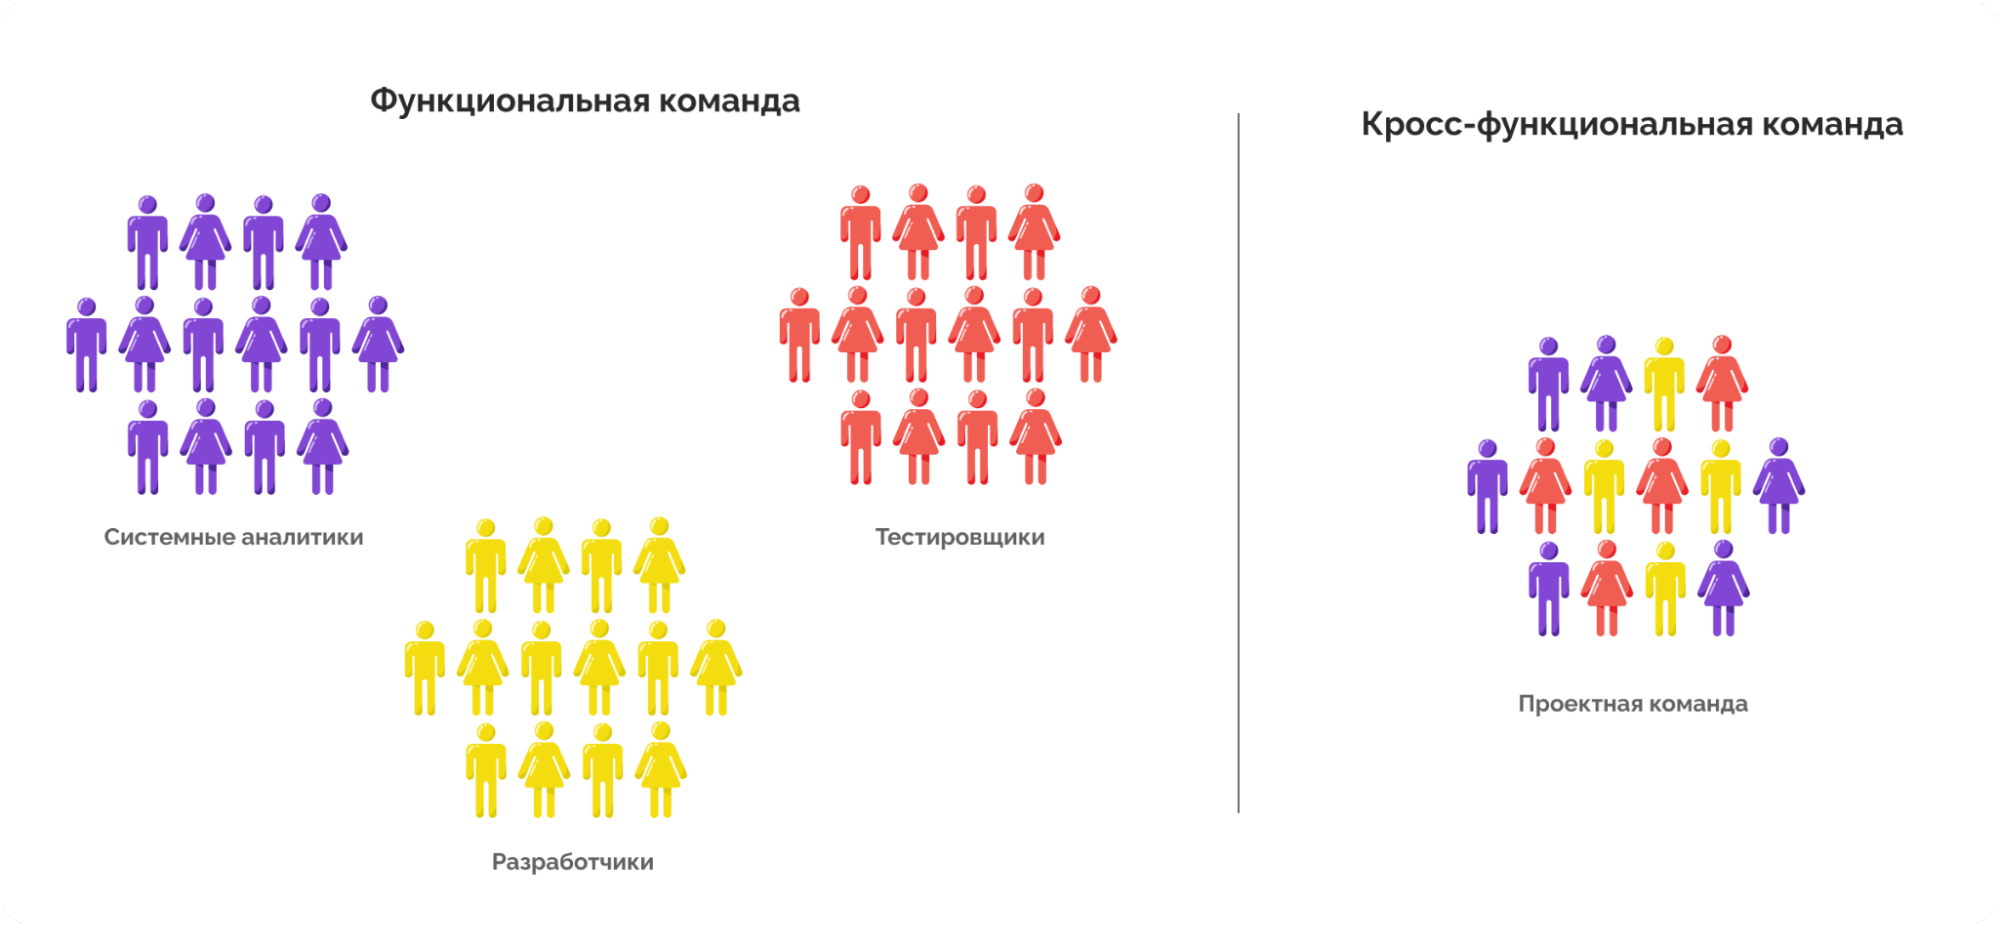 Функциональная команда
Кросс-функциональная команда
Системные аналитики
Тестировщики
Разработчики
Проектная команда